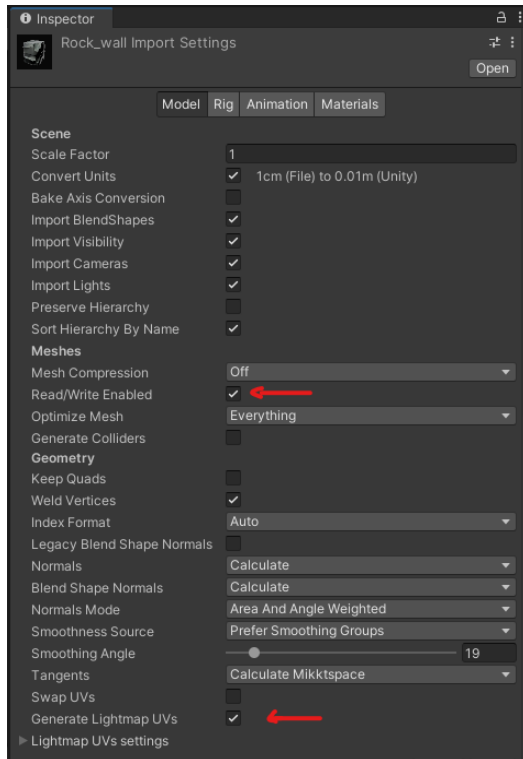 Inspector
Rock_wall Import Settings
Open
Model Rig Animation Materials
Scene
Scale Factor 1
Convert Units 1cm (File) to 0.01m (Unity)
Bake Axis Conversion
Import BlendShapes
Import Visibility
Import Cameras
Import Lights
Preserve Hierarchy
Sort Hierarchy By Name
Meshes
Mesh Compression Off
Read/Write Enabled
Optimize Mesh Everything
Generate Colliders
Geometry
Keep Quads
Weld Vertices
Index Format Auto
Legacy Blend Shape Normals
Normals Calculate
Blend Shape Normals Calculate
Normals Mode Area And Angle Weighted
Smoothness Source Prefer Smoothing Groups
Smoothing Angle 19
Tangents Calculate Mikktspace
Swap UVs
Generate Lightmap UVs
Lightmap UVs settings